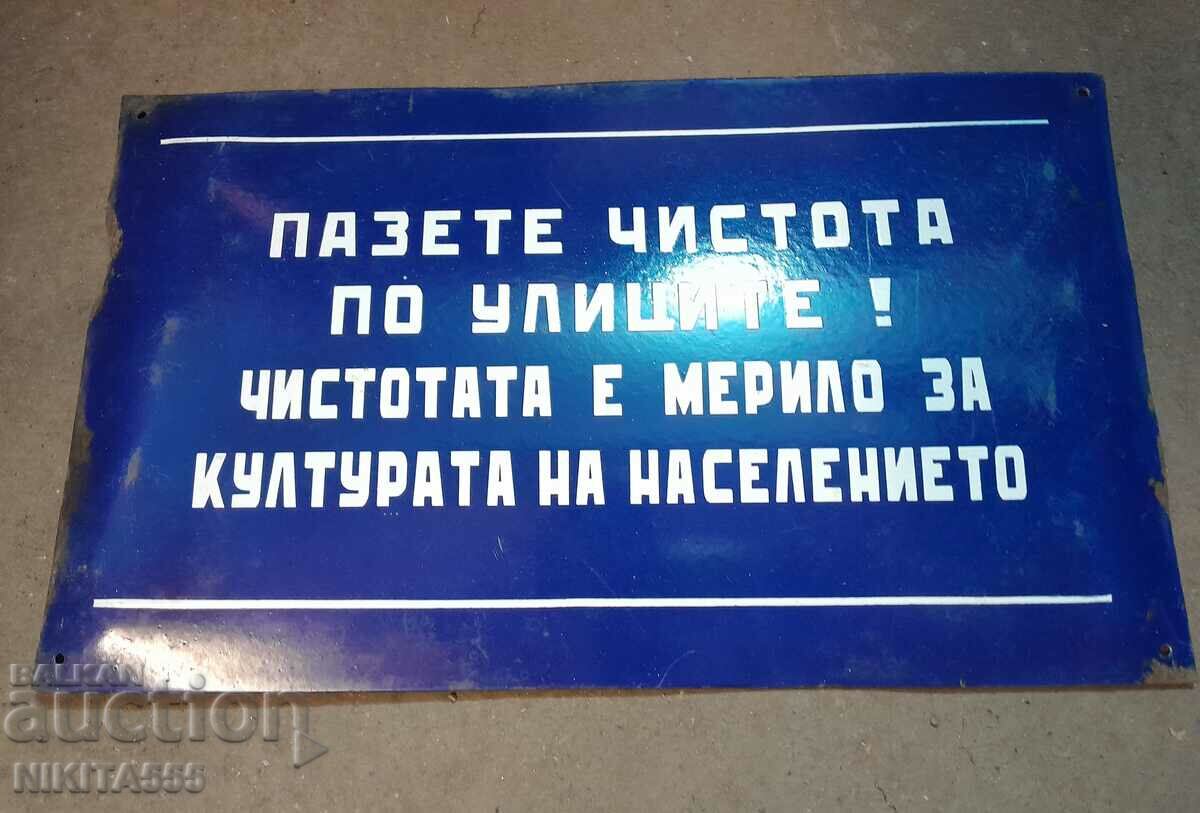 ПАЗЕТЕ ЧИСТОТА
ПО УЛИЦИТЕ !
ЧИСТОТАТА Е МЕРИЛО ЗА
КУЛТУРАТА НА НАСЕЛЕНИЕТО
BALKAN
auction
NIKITA555